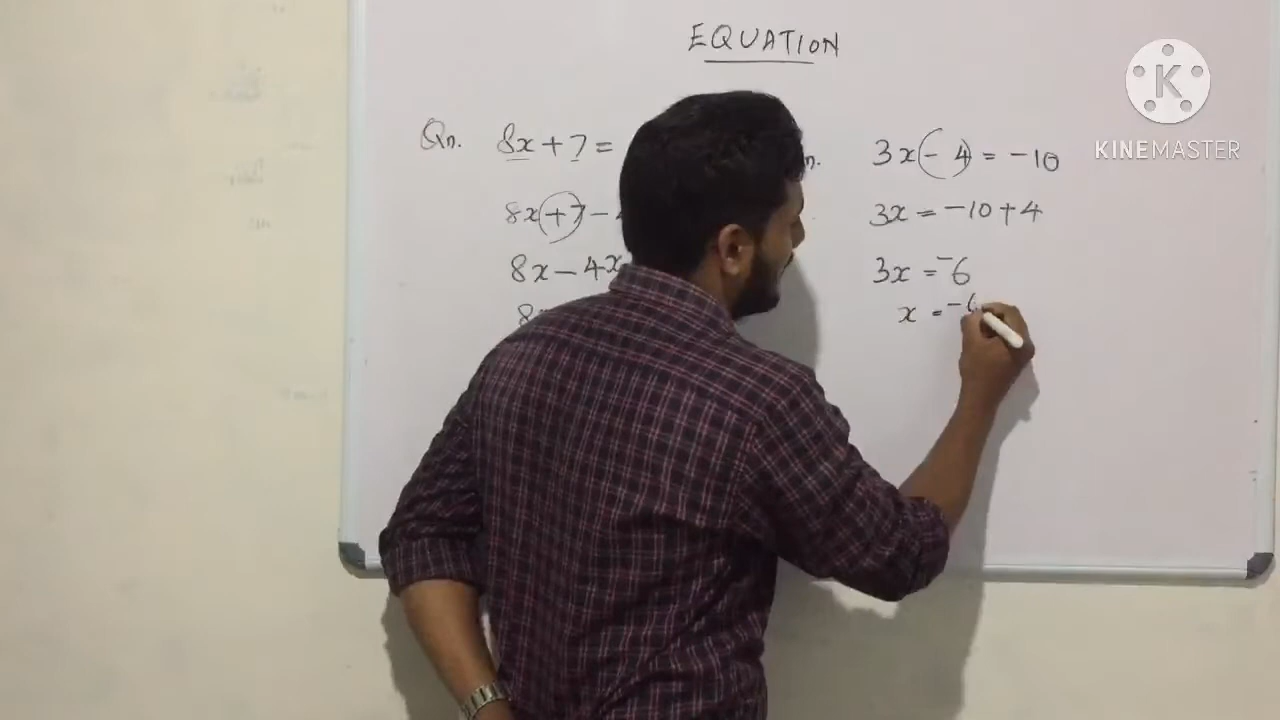 EQUATION
Qn. 8x + 7 =
8x + 7 -
8x - 4x
8
n. 3x - 4 = -10
3x = -10 + 4
3x = -6
x = -6
KINEMASTER